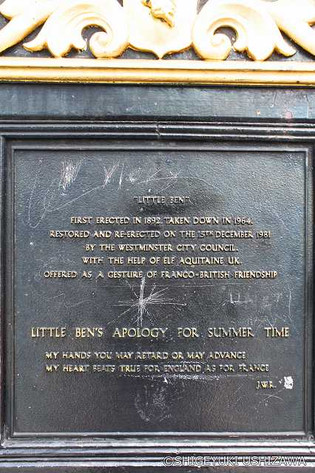 "LITTLE BEN"
FIRST ERECTED IN 1892. TAKEN DOWN IN 1964.
RESTORED AND RE-ERECTED ON THE 15TH DECEMBER 1981
BY THE WESTMINSTER CITY COUNCIL.
WITH THE HELP OF ELF AQUITAINE UK.
OFFERED AS A GESTURE OF FRANCO-BRITISH FRIENDSHIP
LITTLE BEN'S APOLOGY FOR SUMMER TIME
MY HANDS YOU MAY RETARD OR MAY ADVANCE
MY HEART BEATS TRUE FOR ENGLAND AS FOR FRANCE
J.W.R.
©SHIGEYUKI USHIZAWA